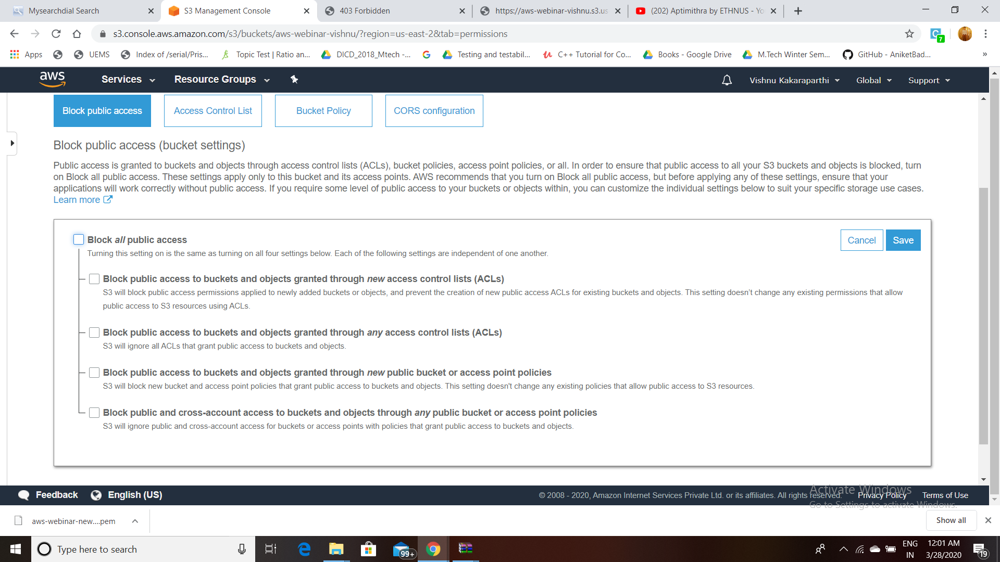 Mysearchdial Search
S3 Management Console
403 Forbidden
https://aws-webinar-vishnu.s3.us
(202) Aptimithra by ETHNUS - Yo
s3.console.aws.amazon.com/s3/buckets/aws-webinar-vishnu/?region=us-east-2&tab=permissions
7
Apps
UEMS
Index of /serial/Pris...
Topic Test | Ratio an...
DICD_2018_Mtech -...
Testing and testabil...
C++ Tutorial for Co...
Books - Google Drive
M.Tech Winter Sem...
GitHub - AniketBad...
»
aws
Services
Resource Groups
Vishnu Kakaraparthi
Global
Support
Block public access
Access Control List
Bucket Policy
CORS configuration
Block public access (bucket settings)
Public access is granted to buckets and objects through access control lists (ACLs), bucket policies, access point policies, or all. In order to ensure that public access to all your S3 buckets and objects is blocked, turn
on Block all public access. These settings apply only to this bucket and its access points. AWS recommends that you turn on Block all public access, but before applying any of these settings, ensure that your
applications will work correctly without public access. If you require some level of public access to your buckets or objects within, you can customize the individual settings below to suit your specific storage use cases.
Learn more
Block all public access
Cancel
Save
Turning this setting on is the same as turning on all four settings below. Each of the following settings are independent of one another.
Block public access to buckets and objects granted through new access control lists (ACLs)
S3 will block public access permissions applied to newly added buckets or objects, and prevent the creation of new public access ACLs for existing buckets and objects. This setting doesn't change any existing permissions that allow
public access to S3 resources using ACLs.
Block public access to buckets and objects granted through any access control lists (ACLs)
S3 will ignore all ACLs that grant public access to buckets and objects.
Block public access to buckets and objects granted through new public bucket or access point policies
S3 will block new bucket and access point policies that grant public access to buckets and objects. This setting doesn't change any existing policies that allow public access to S3 resources.
Block public and cross-account access to buckets and objects through any public bucket or access point policies
S3 will ignore public and cross-account access for buckets or access points with policies that grant public access to buckets and objects.
Feedback
English (US)
© 2008 - 2020, Amazon Internet Services Private Ltd. or its affiliates. All rights reserved.
Privacy Policy
Terms of Use
Activate Windows
Go to Settings to activate Windows.
aws-webinar-new....pem
Show all
Type here to search
99+
ENG
IN
12:01 AM
3/28/2020
19